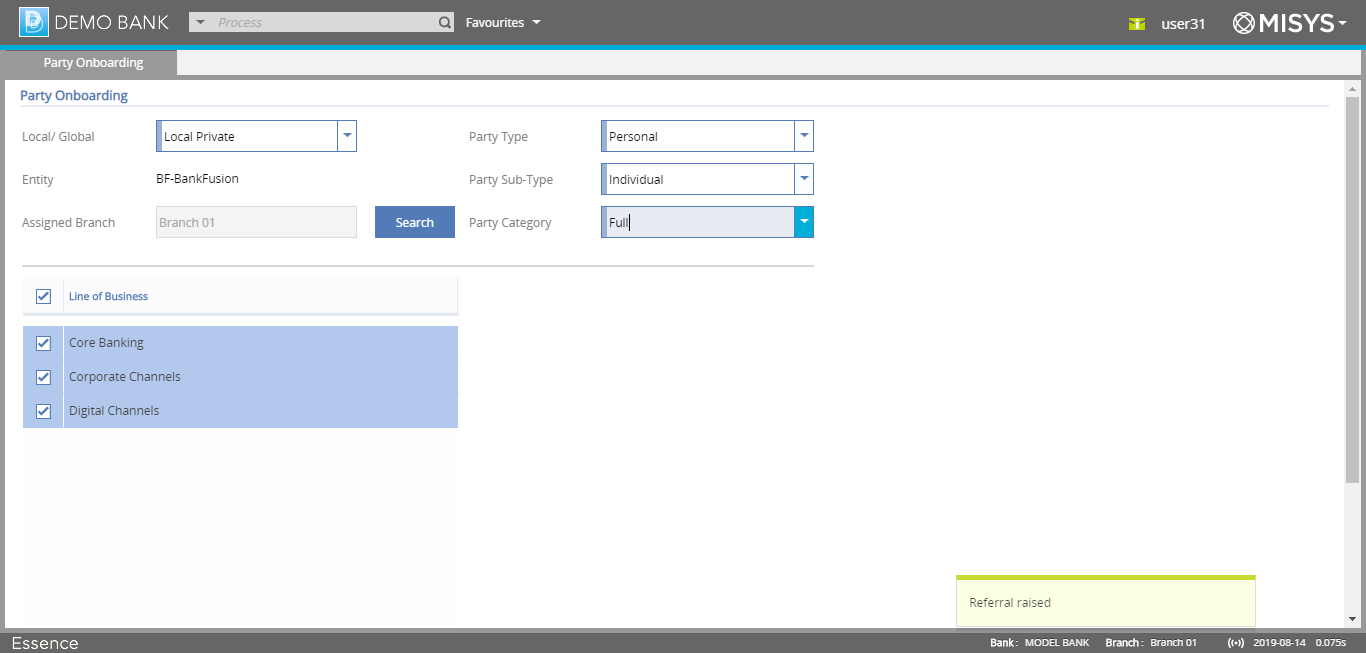 DEMO BANK Process Favourites user31 MISYS
Party Onboarding
Party Onboarding
Local/ Global Local Private Party Type Personal
Entity BF-BankFusion Party Sub-Type Individual
Assigned Branch Branch 01 Search Party Category Full
Line of Business
Core Banking
Corporate Channels
Digital Channels
Referral raised
Essence Bank : MODEL BANK Branch : Branch 01 2019-08-14 0.075s